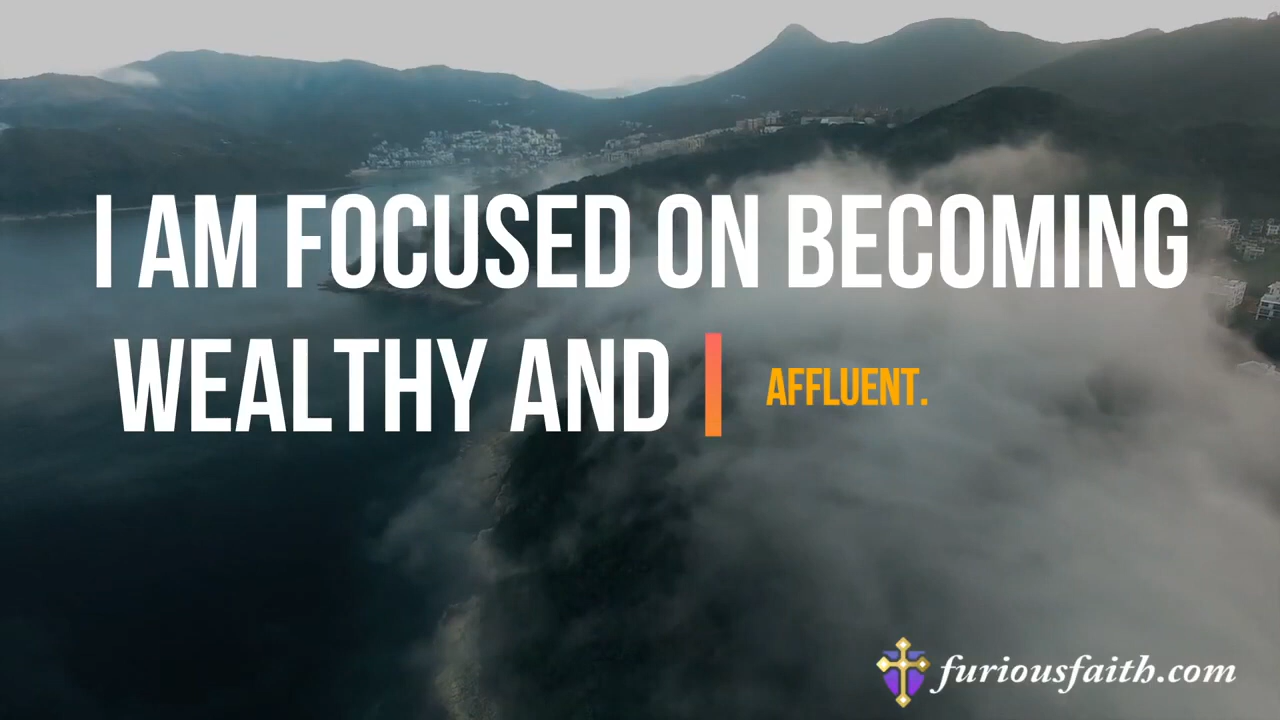 I AM FOCUSED ON BECOMING
WEALTHY AND AFFLUENT.
furiousfaith.com